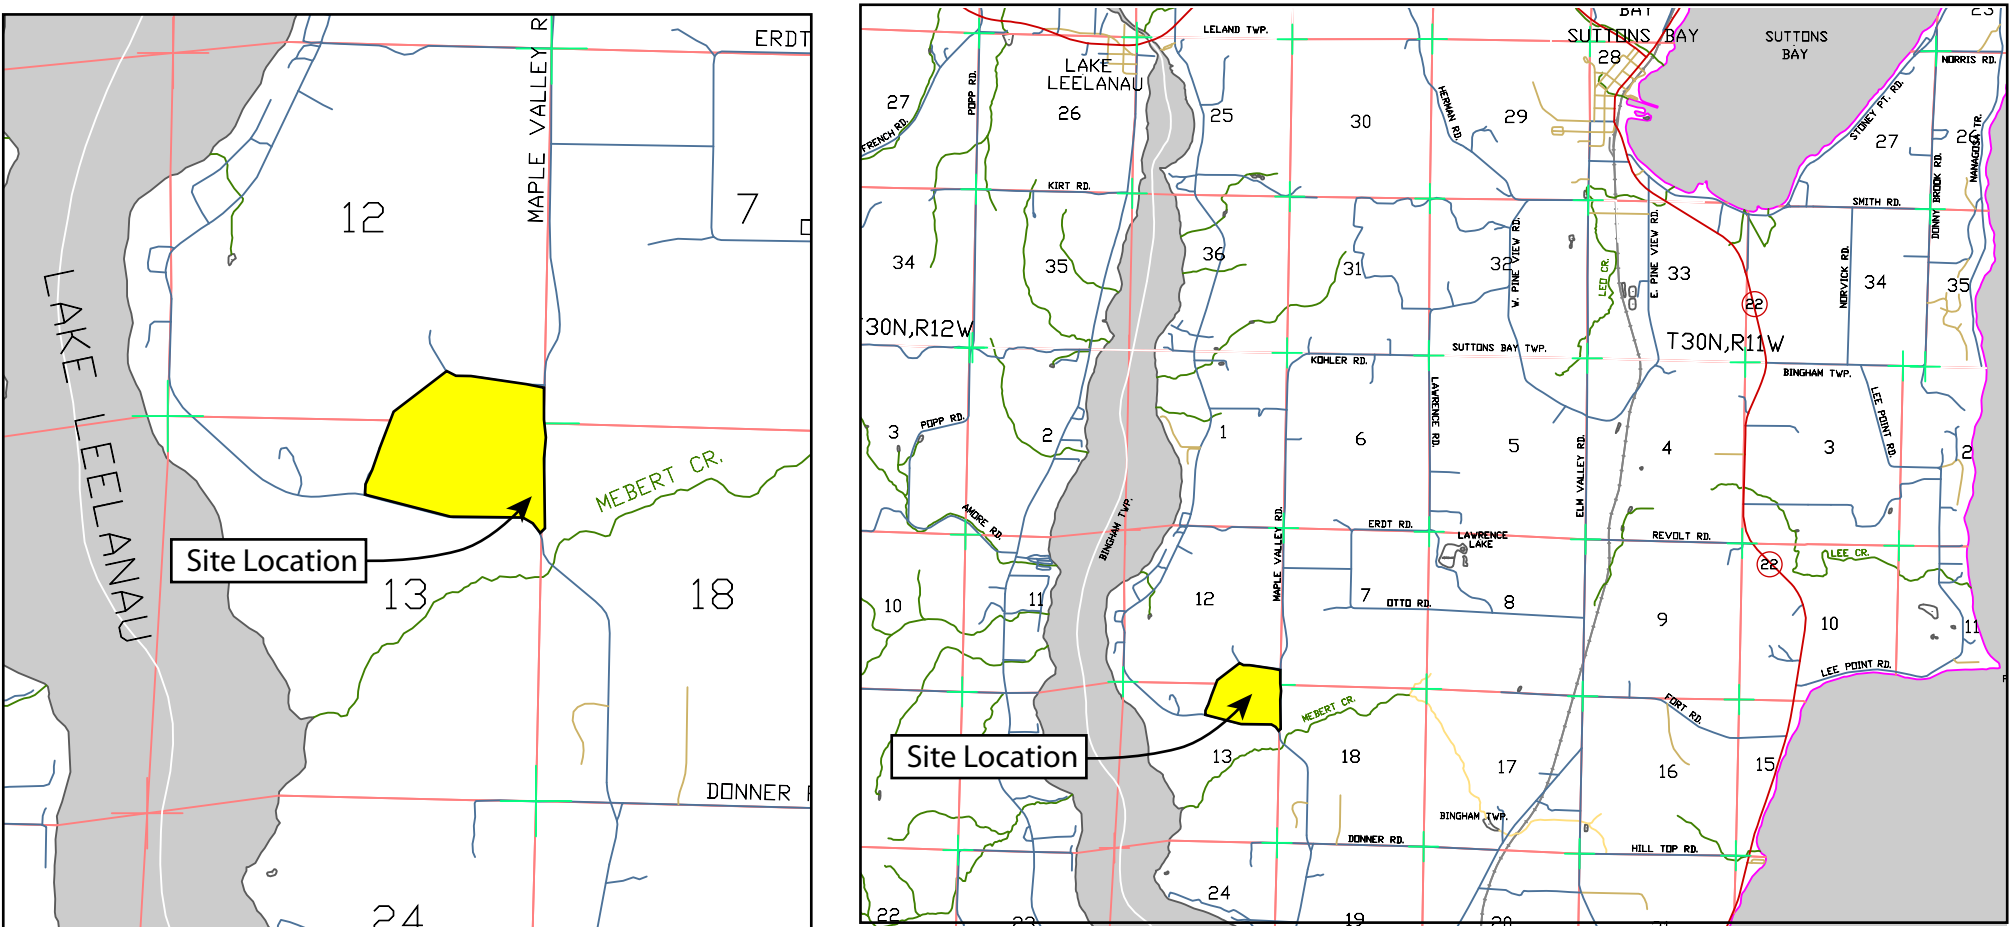 ERDT
MAPLE VALLEY R
12
7
LAKE LEELANAU
MEBERT CR.
Site Location
13
18
DONNER
24
BAY
SUTTONS BAY
SUTTONS
BAY
23
LELAND TWP.
LAKE
LEELANAU
28
NORRIS RD.
27
POPP RD.
26
25
30
HERMAN RD.
29
STONEY PT. RD.
27
26
NANAGOSA TR.
FRENCH RD.
KIRT RD.
DONNY BROOK RD.
SMITH RD.
34
35
36
31
32
W. PINE VIEW RD.
LEO CR.
E. PINE VIEW RD.
33
NORVICK RD.
34
35
22
T30N,R12W
KOHLER RD.
SUTTONS BAY TWP.
T30N,R11W
BINGHAM TWP.
3
POPP RD.
2
1
6
LAWRENCE RD.
5
ELM VALLEY RD.
4
3
LEE POINT RD.
2
AMORE RD.
BINGHAM TWP.
MAPLE VALLEY RD.
ERDT RD.
LAWRENCE
LAKE
REVOLT RD.
22
LEE CR.
10
11
12
7
OTTO RD.
8
9
10
11
LEE POINT RD.
MEBERT CR.
FORT RD.
Site Location
13
18
17
16
15
BINGHAM TWP.
DONNER RD.
HILL TOP RD.
22
23
24
19
20